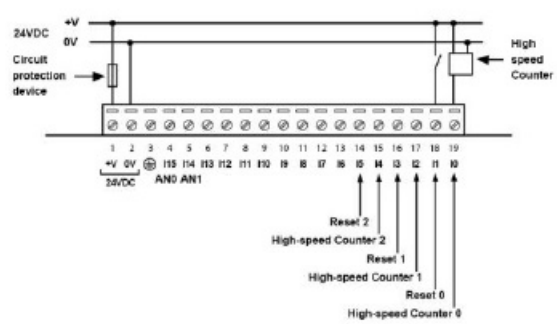 +V
24VDC
0V
Circuit
protection
device
High
speed
Counter
1 2 3 4 5 6 7 8 9 10 11 12 13 14 15 16 17 18 19
+V 0V I15 I14 I13 I12 I11 I10 I9 I8 I7 I6 I5 I4 I3 I2 I1 I0
24VDC AN0 AN1
Reset 2
High-speed Counter 2
Reset 1
High-speed Counter 1
Reset 0
High-speed Counter 0